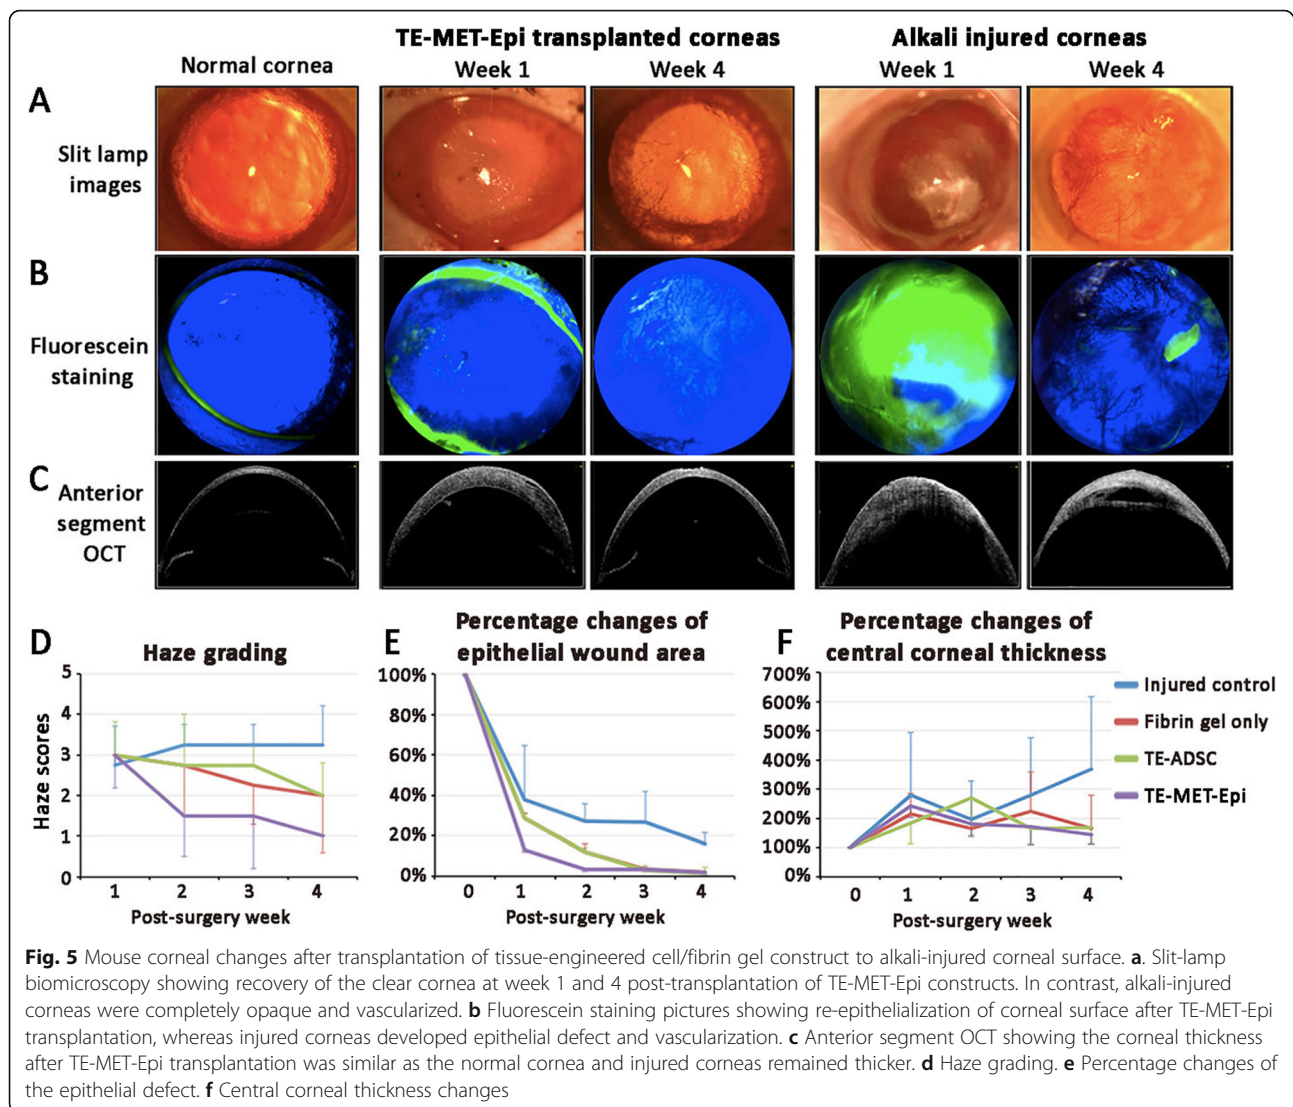 TE-MET-Epi transplanted corneas
Alkali injured corneas
Normal cornea
Week 1
Week 4
Week 1
Week 4
A
Slit lamp
images
B
Fluorescein
staining
C
Anterior
segment
OCT
D
Haze grading
5
4
3
2
1
0
Haze scores
1 2 3 4
Post-surgery week
E
Percentage changes of
epithelial wound area
100%
80%
60%
40%
20%
0%
0 1 2 3 4
Post-surgery week
F
Percentage changes of
central corneal thickness
700%
600%
500%
400%
300%
200%
100%
0%
0 1 2 3 4
Post-surgery week
Injured control
Fibrin gel only
TE-ADSC
TE-MET-Epi
Fig. 5 Mouse corneal changes after transplantation of tissue-engineered cell/fibrin gel construct to alkali-injured corneal surface. a. Slit-lamp
biomicroscopy showing recovery of the clear cornea at week 1 and 4 post-transplantation of TE-MET-Epi constructs. In contrast, alkali-injured
corneas were completely opaque and vascularized. b Fluorescein staining pictures showing re-epithelialization of corneal surface after TE-MET-Epi
transplantation, whereas injured corneas developed epithelial defect and vascularization. c Anterior segment OCT showing the corneal thickness
after TE-MET-Epi transplantation was similar as the normal cornea and injured corneas remained thicker. d Haze grading. e Percentage changes of
the epithelial defect. f Central corneal thickness changes